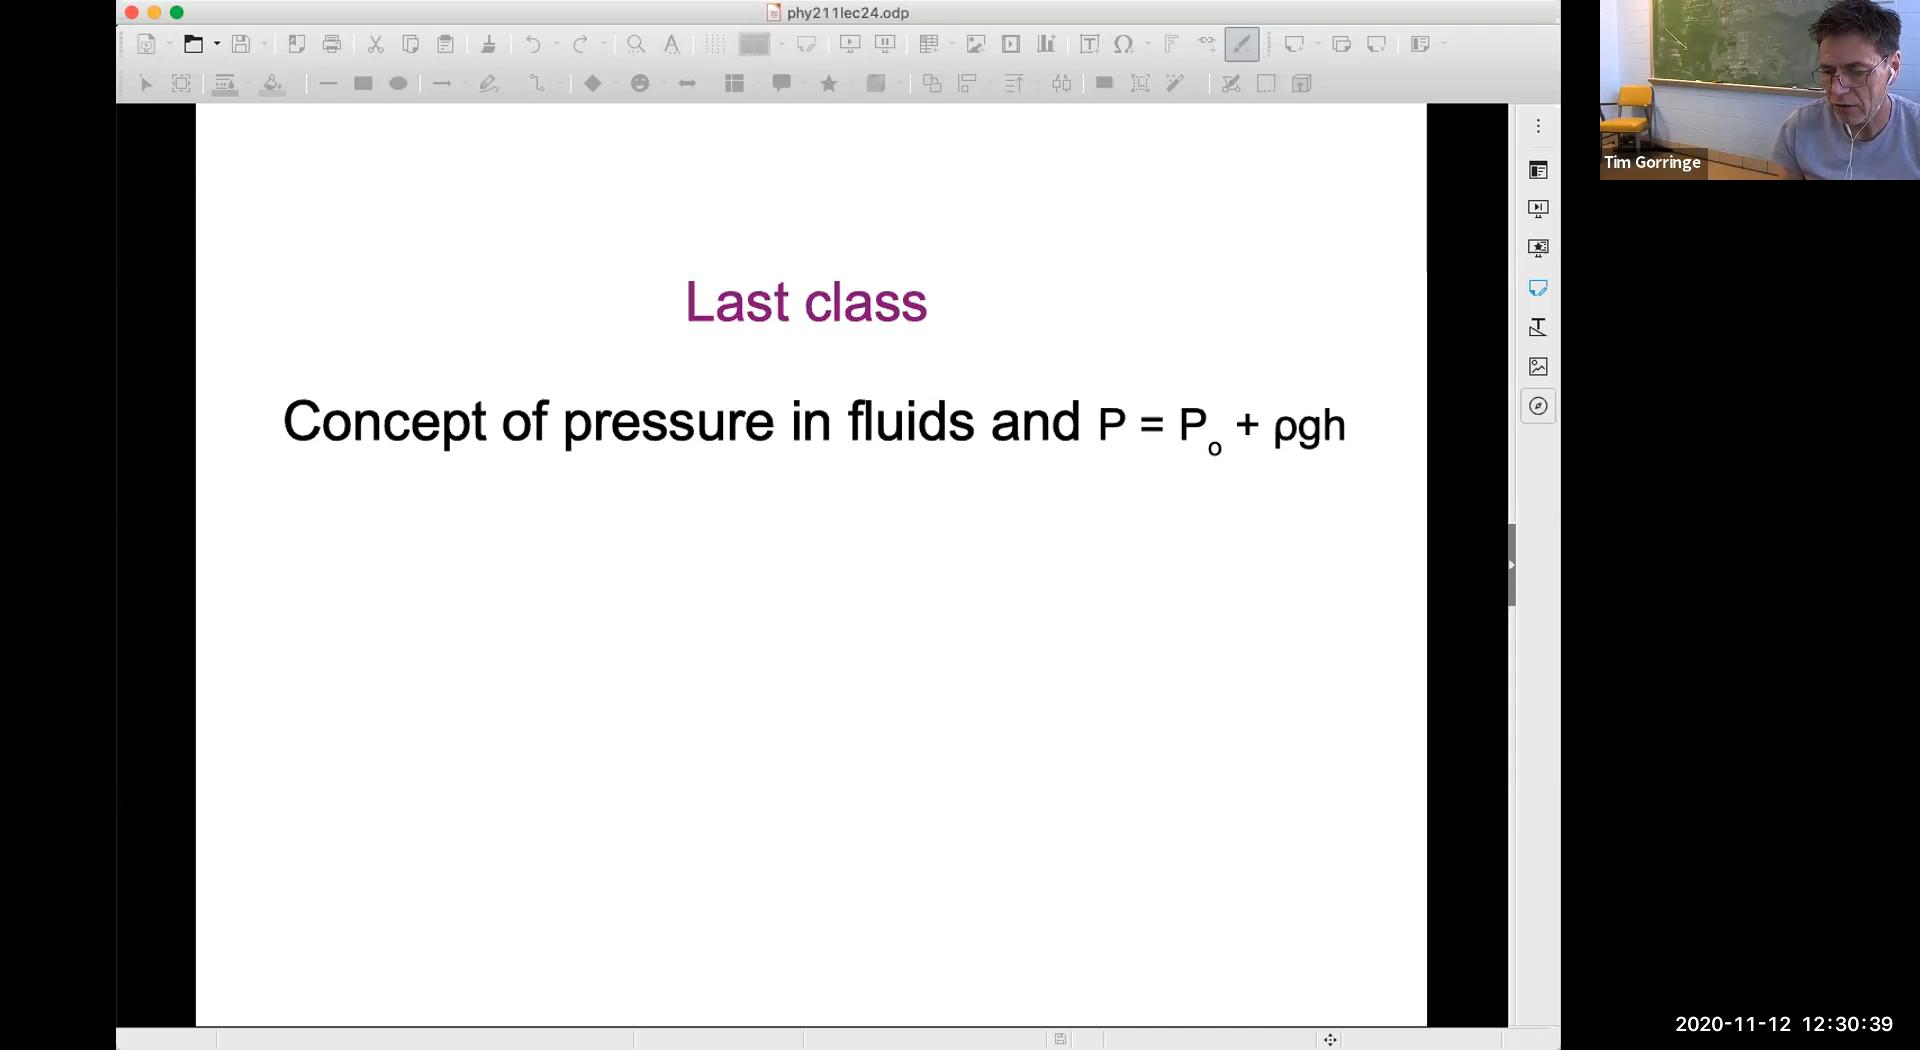 phy211lec24.odp
Last class
Concept of pressure in fluids and P = Pₒ + ρgh
Tim Gorringe
2020-11-12 12:30:39